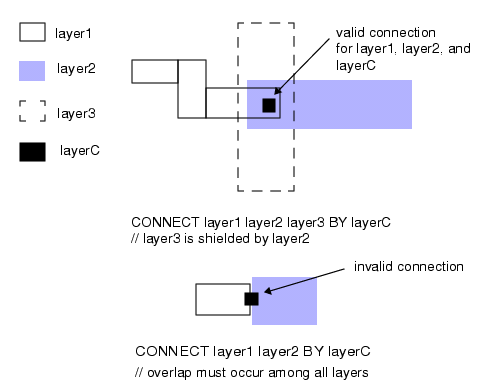 layer1
layer2
layer3
layerC
valid connection
for layer1, layer2, and
layerC
CONNECT layer1 layer2 layer3 BY layerC
// layer3 is shielded by layer2
invalid connection
CONNECT layer1 layer2 BY layerC
// overlap must occur among all layers